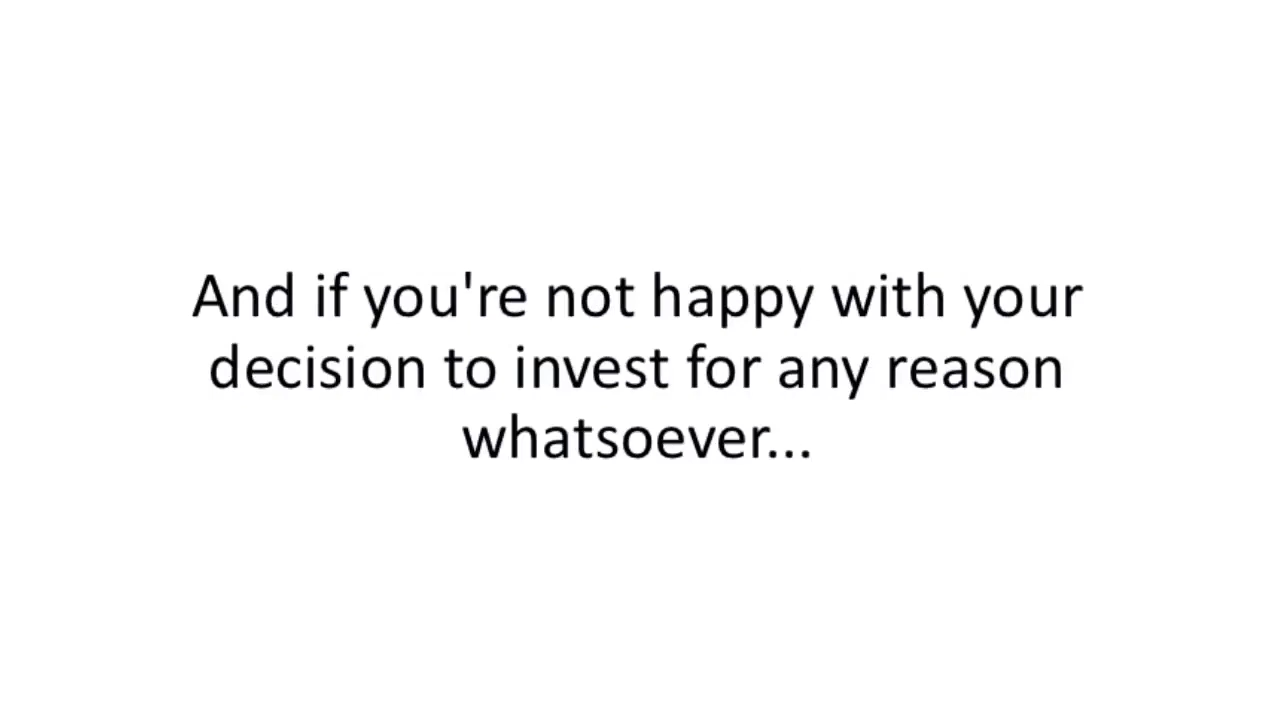 And if you're not happy with your
decision to invest for any reason
whatsoever...